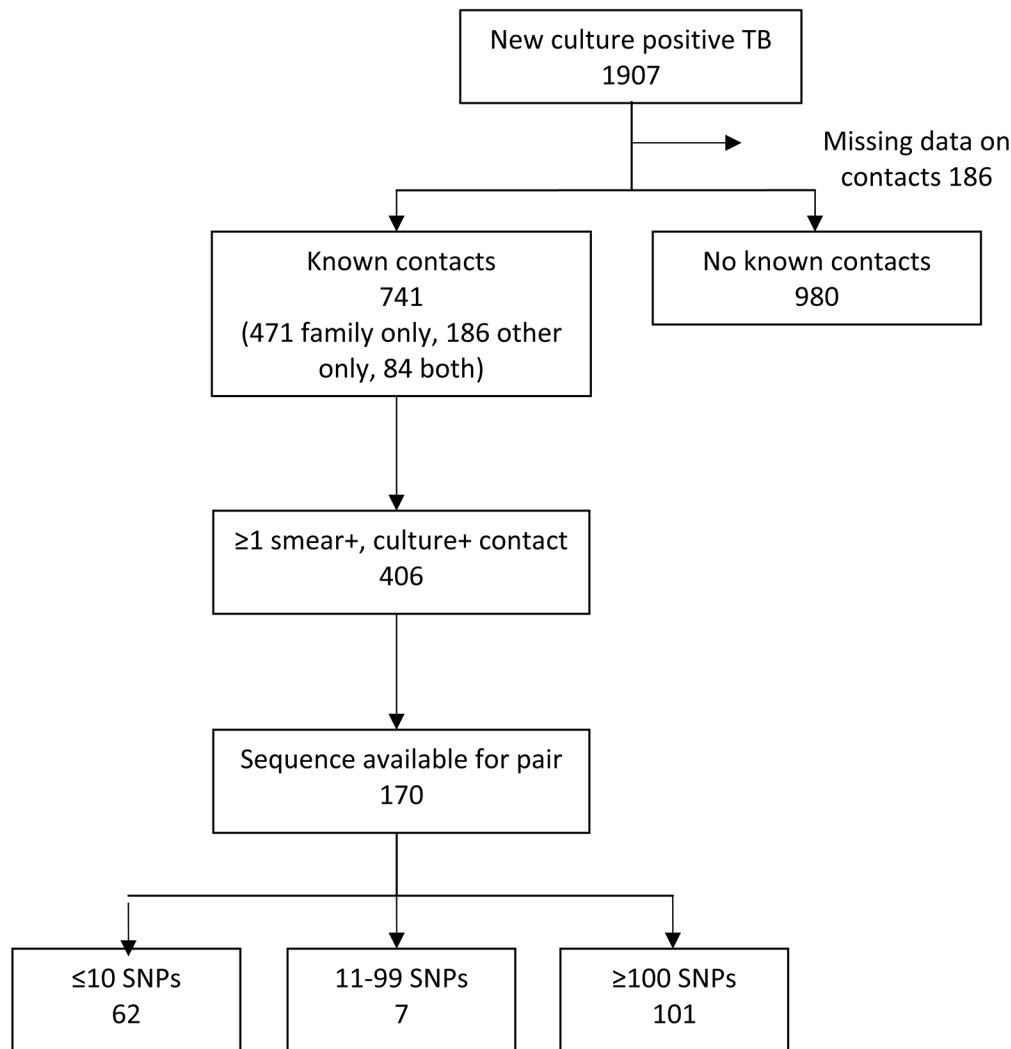 New culture positive TB
1907
Missing data on
contacts 186
Known contacts
741
(471 family only, 186 other
only, 84 both)
No known contacts
980
≥1 smear+, culture+ contact
406
Sequence available for pair
170
≤10 SNPs
62
11-99 SNPs
7
≥100 SNPs
101